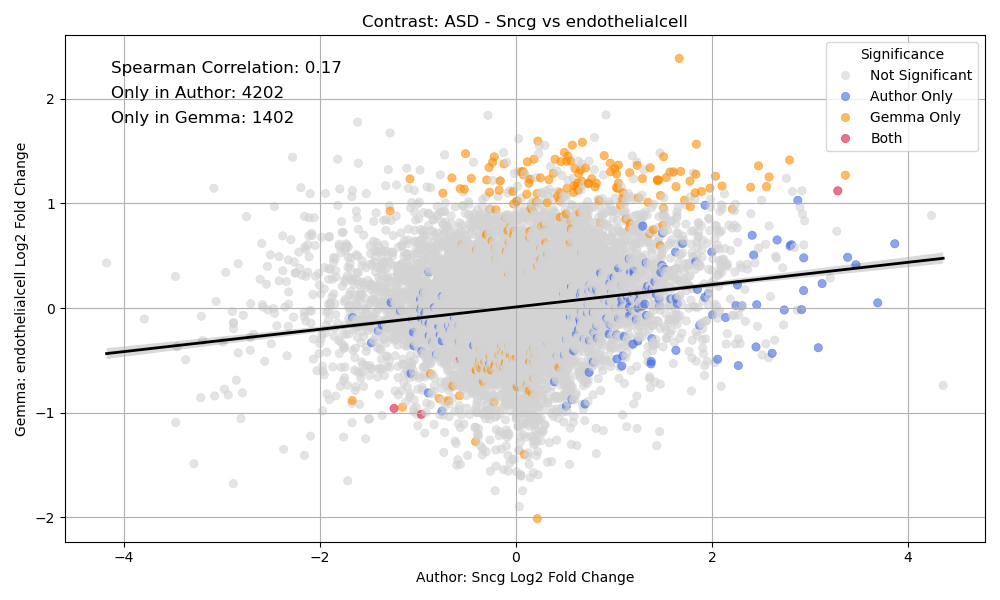 Contrast: ASD - Sncg vs endothelialcell
Spearman Correlation: 0.17
Only in Author: 4202
Only in Gemma: 1402
Significance
Not Significant
Author Only
Gemma Only
Both
Gemma: endothelialcell Log2 Fold Change
2
1
0
−1
−2
−4
−2
0
2
4
Author: Sncg Log2 Fold Change